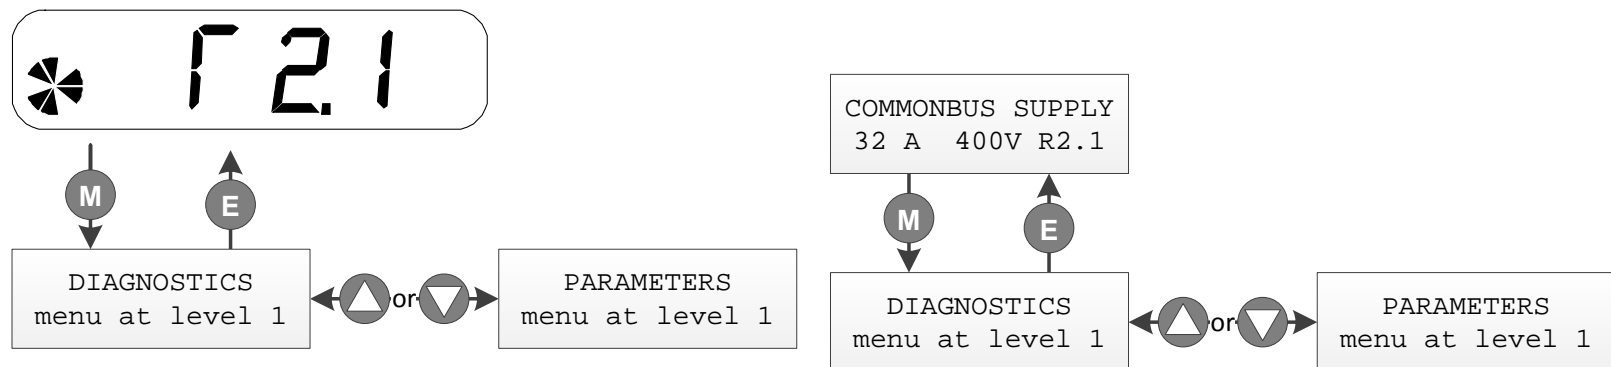 r 2.1
M
E
DIAGNOSTICS
menu at level 1
or
PARAMETERS
menu at level 1
COMMONBUS SUPPLY
32 A 400V R2.1
M
E
DIAGNOSTICS
menu at level 1
or
PARAMETERS
menu at level 1